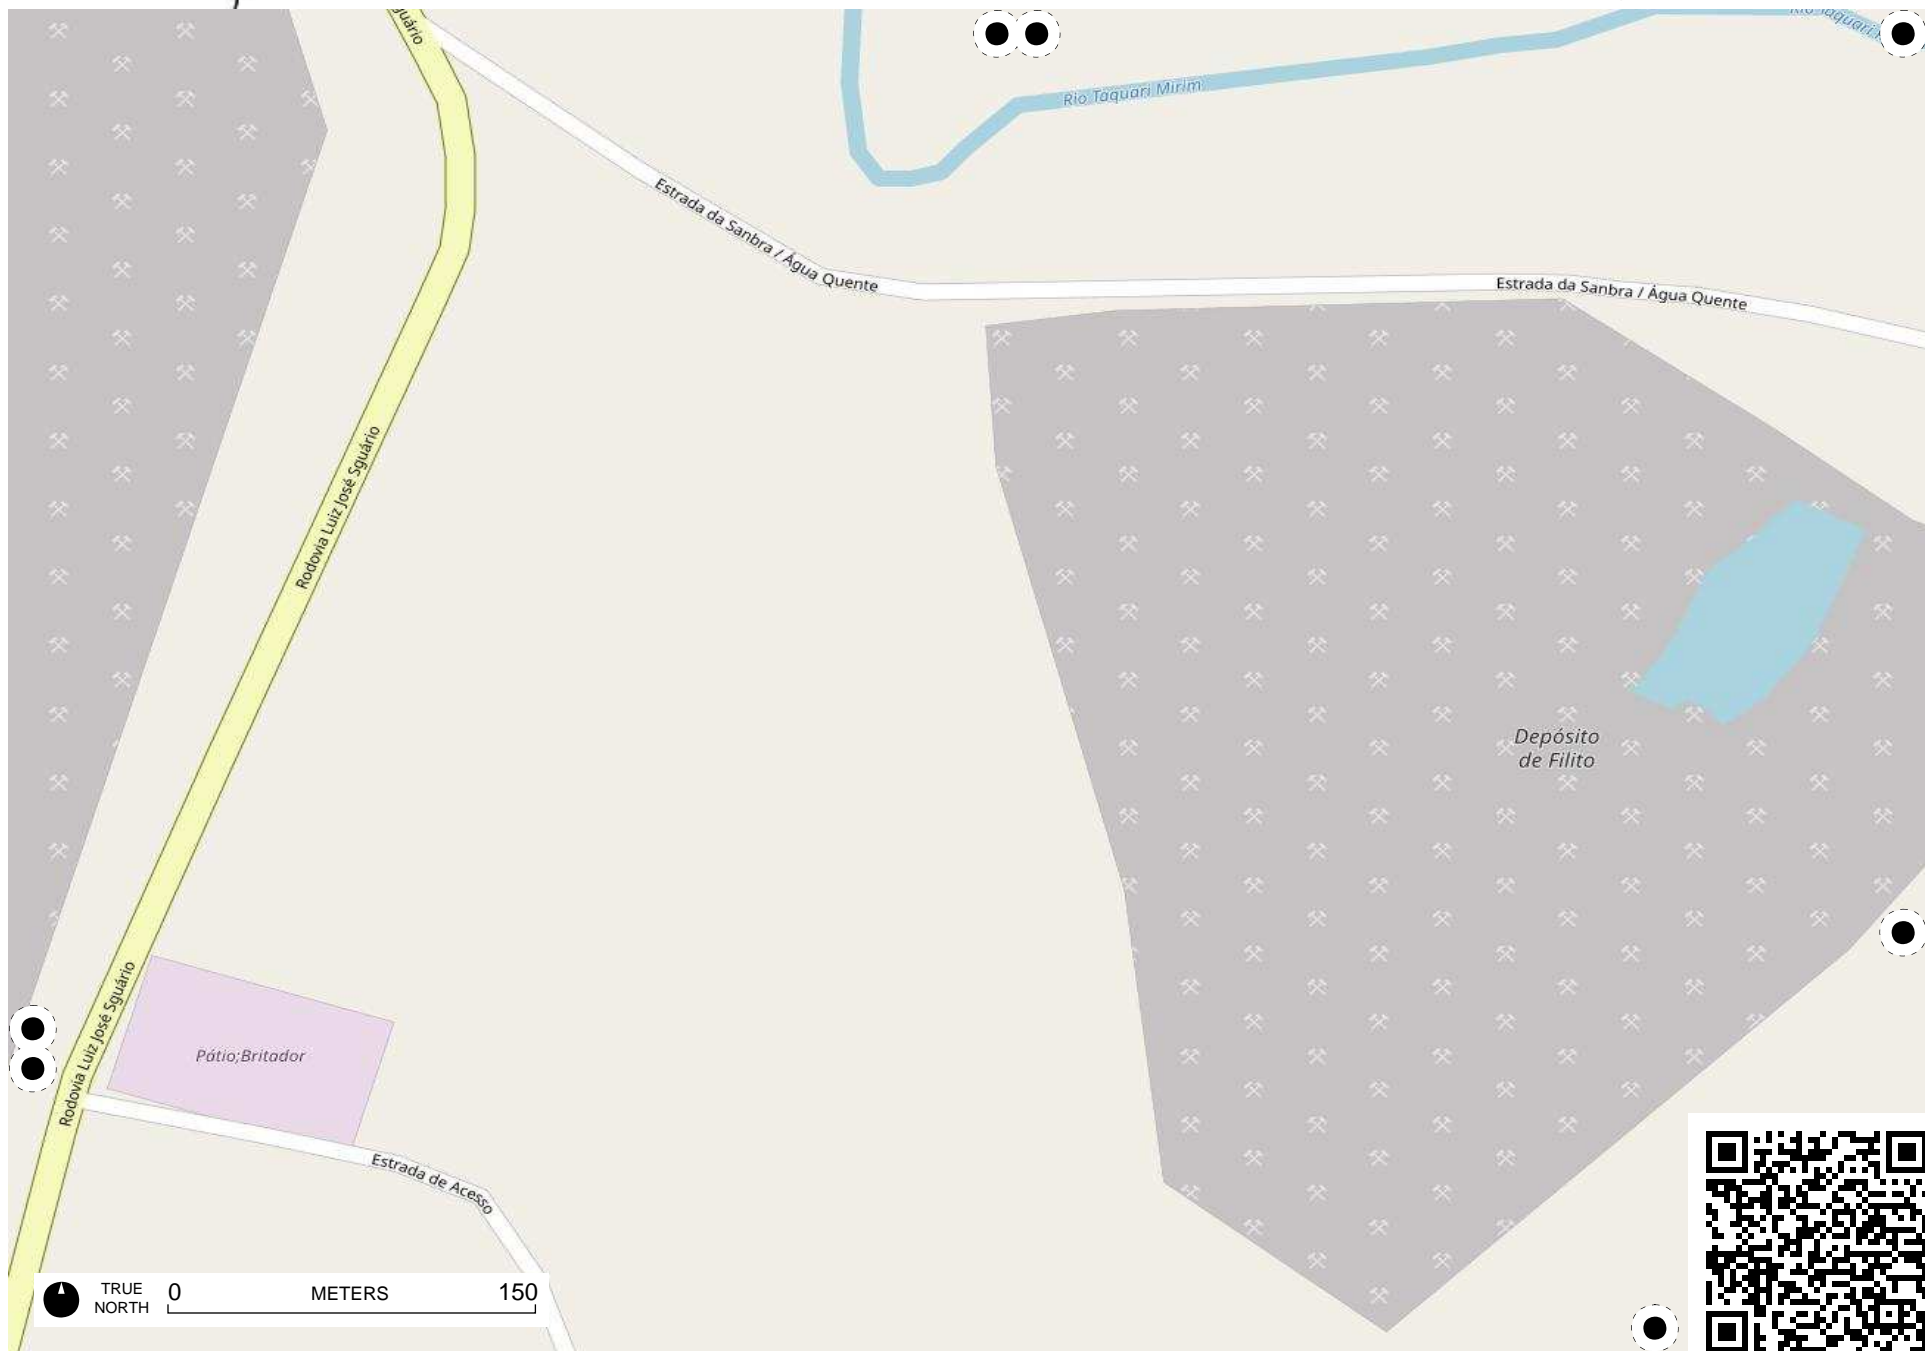 Rio Taquari Mirim
Estrada da Sanbra / Água Quente
Estrada da Sanbra / Água Quente
Rodovia Luiz José Sguário
Depósito
de Filito
Rodovia Luiz José Sguário
Pátio;Britador
Estrada de Acesso
TRUE
NORTH
0
METERS
150